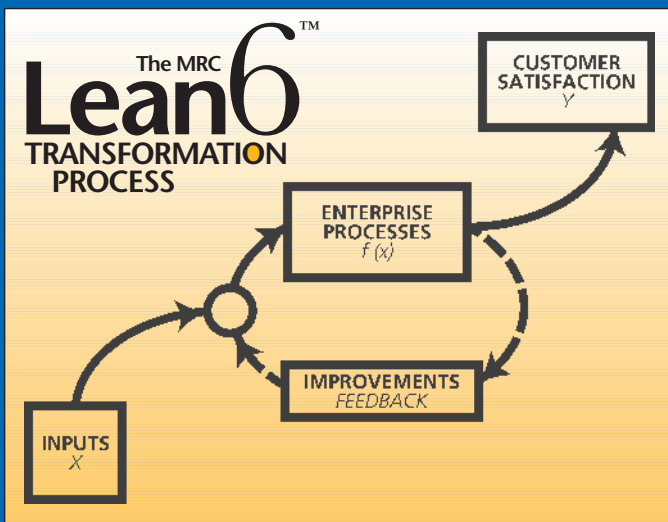 The MRC
Lean6™
TRANSFORMATION
PROCESS
CUSTOMER
SATISFACTION
Y
ENTERPRISE
PROCESSES
f (x)
IMPROVEMENTS
FEEDBACK
INPUTS
X